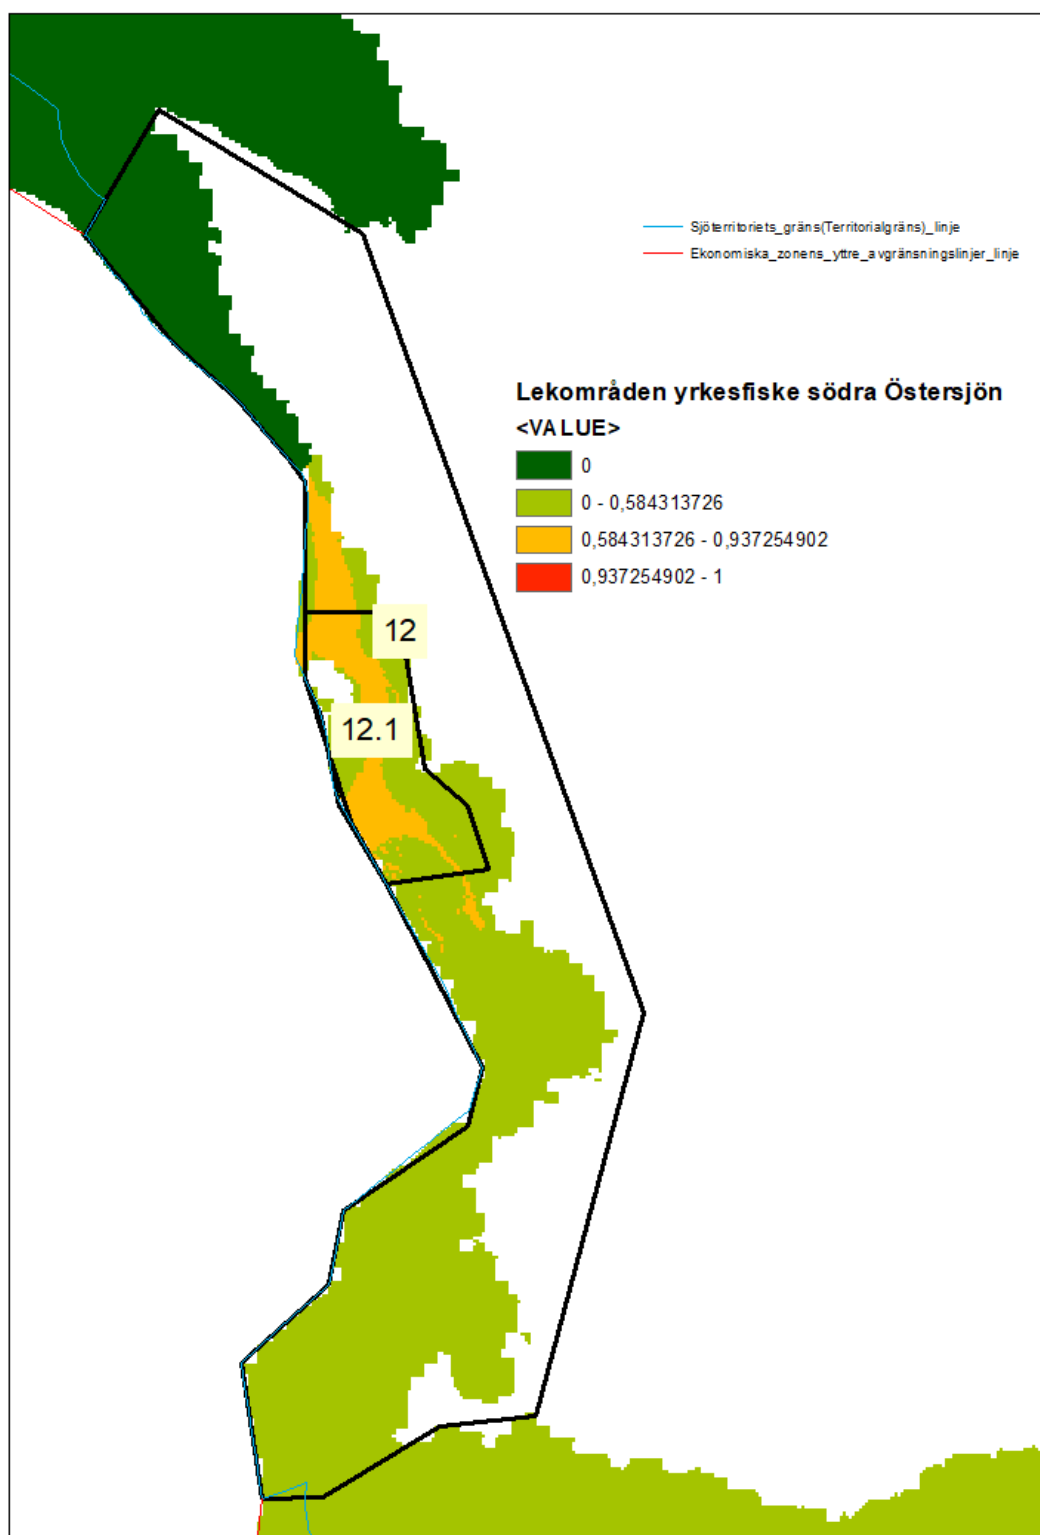 Sjöterritoriets_gräns(Territorialgräns)_linje
Ekonomiska_zonens_yttre_avgränsningslinjer_linje
Lekområden yrkesfiske södra Östersjön
<VALUE>
0
0 - 0,584313726
0,584313726 - 0,937254902
0,937254902 - 1
12
12.1